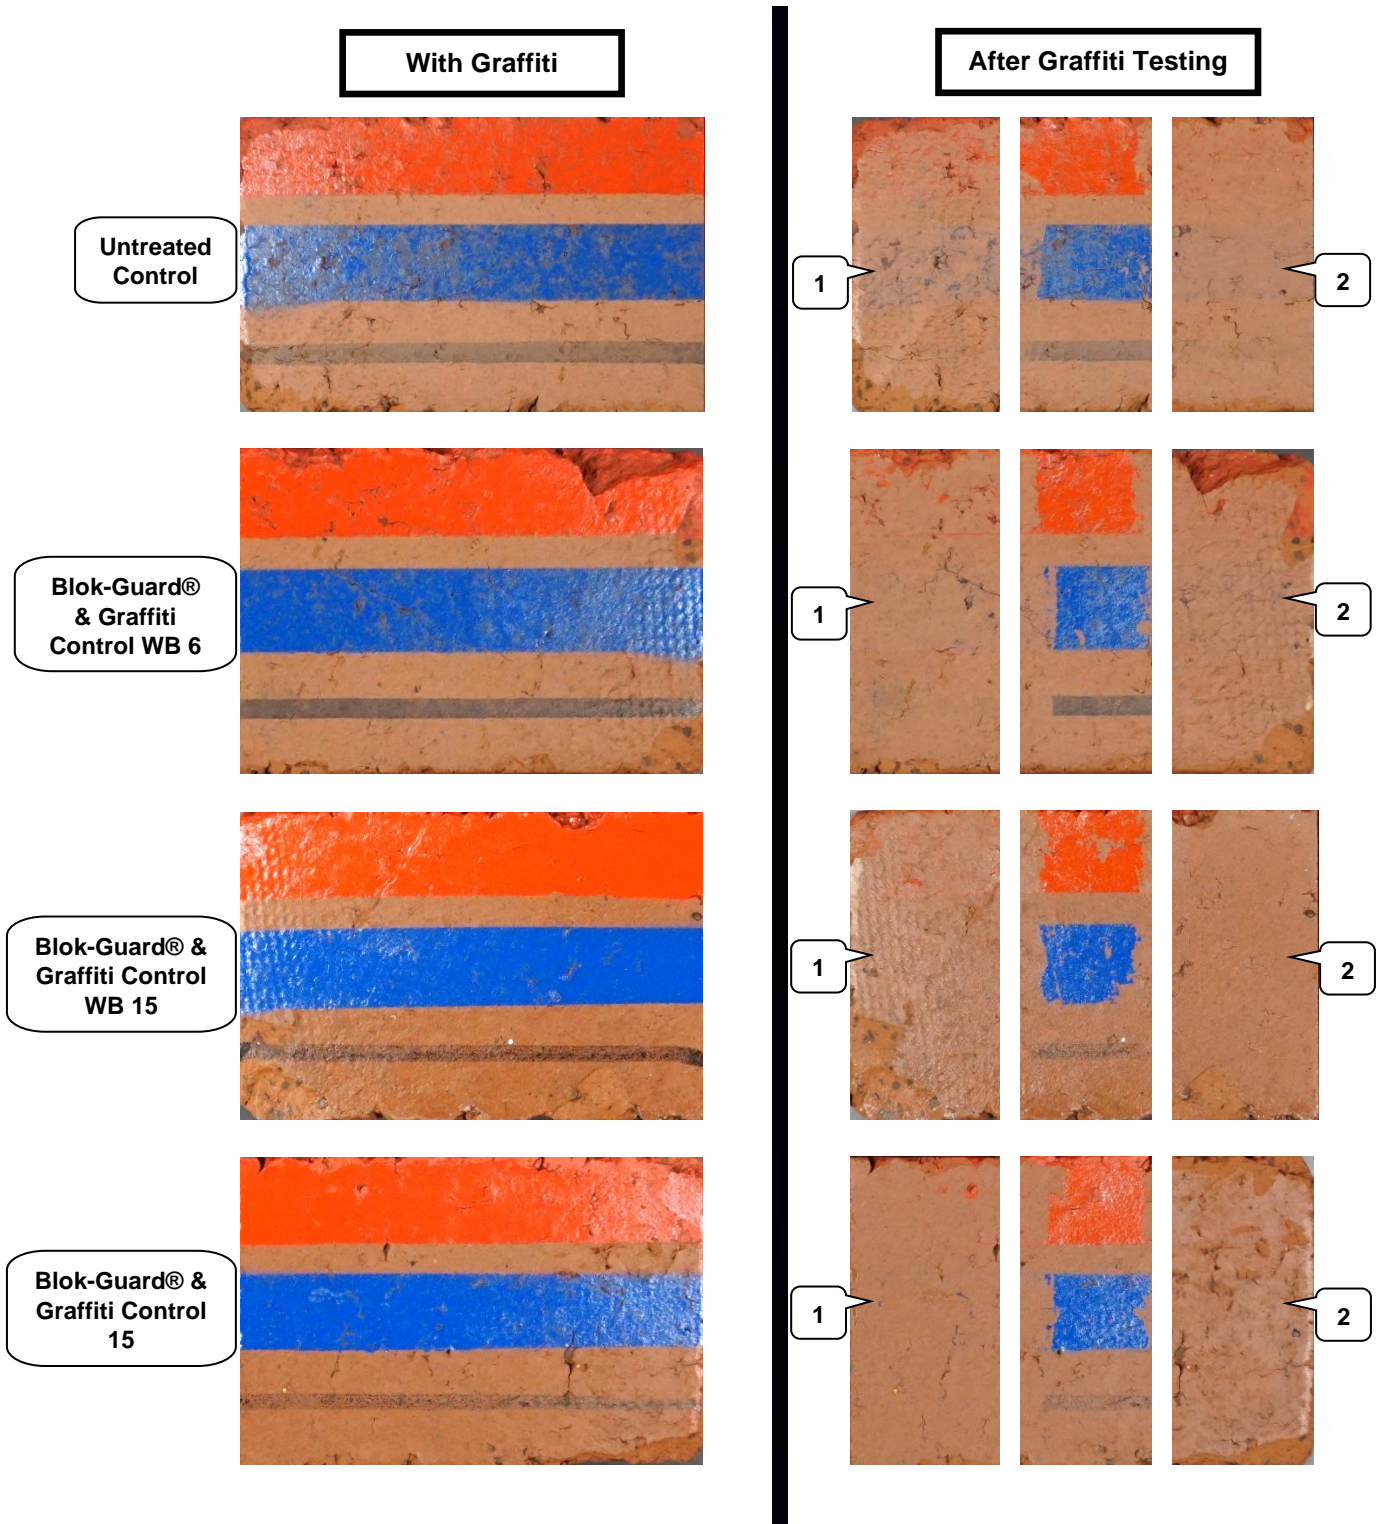 With Graffiti
After Graffiti Testing
Untreated
Control
1
2
Blok-Guard®
& Graffiti
Control WB 6
1
2
Blok-Guard® &
Graffiti Control
WB 15
1
2
Blok-Guard® &
Graffiti Control
15
1
2